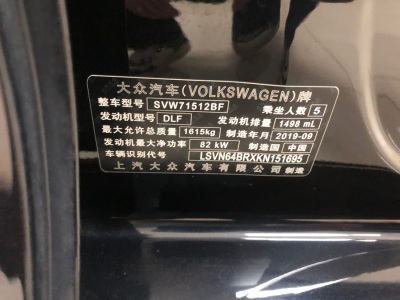 大众汽车(VOLKSWAGEN)牌
整车型号 SVW71512BF 乘坐人数 5
发动机型号 DLF 发动机排量 1498 mL
最大允许总质量 1615kg 制造年月 2019-09
发动机最大净功率 82 kW 制造国 中国
车辆识别代号 LSVN64BRXKN151695
上汽大众汽车有限公司 制造